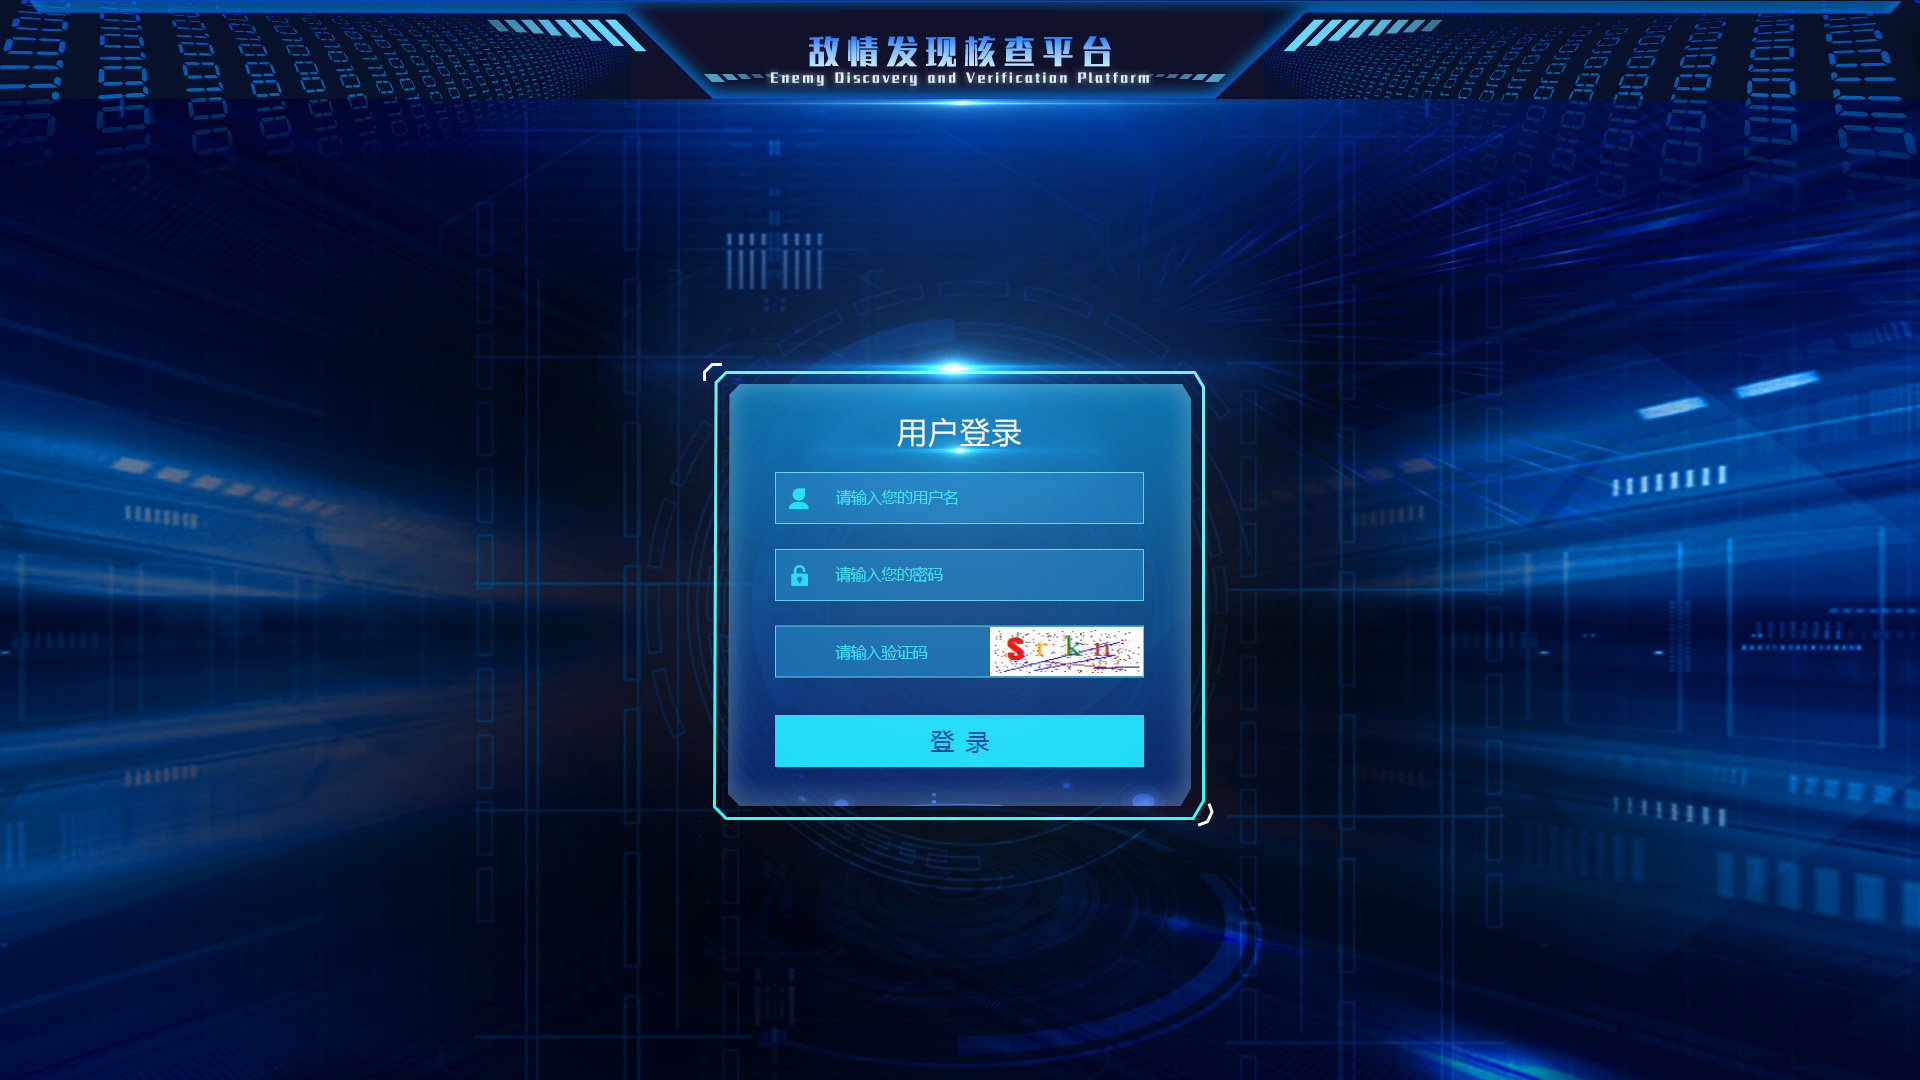 敌情发现核查平台
Enemy Discovery and Verification Platform
用户登录
请输入您的用户名
请输入您的密码
请输入验证码
S r k n
登 录